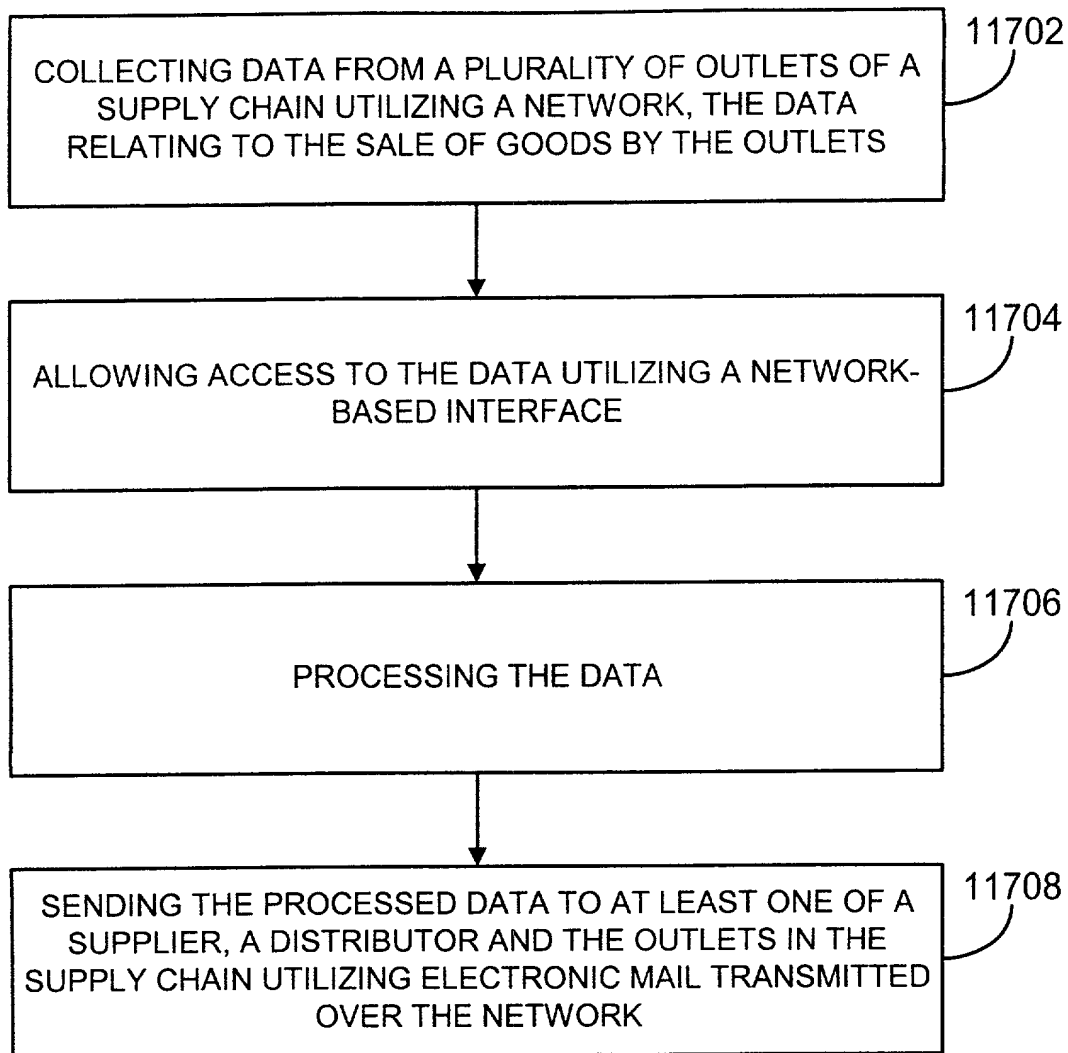 11702
COLLECTING DATA FROM A PLURALITY OF OUTLETS OF A
SUPPLY CHAIN UTILIZING A NETWORK, THE DATA
RELATING TO THE SALE OF GOODS BY THE OUTLETS
11704
ALLOWING ACCESS TO THE DATA UTILIZING A NETWORK-
BASED INTERFACE
11706
PROCESSING THE DATA
11708
SENDING THE PROCESSED DATA TO AT LEAST ONE OF A
SUPPLIER, A DISTRIBUTOR AND THE OUTLETS IN THE
SUPPLY CHAIN UTILIZING ELECTRONIC MAIL TRANSMITTED
OVER THE NETWORK